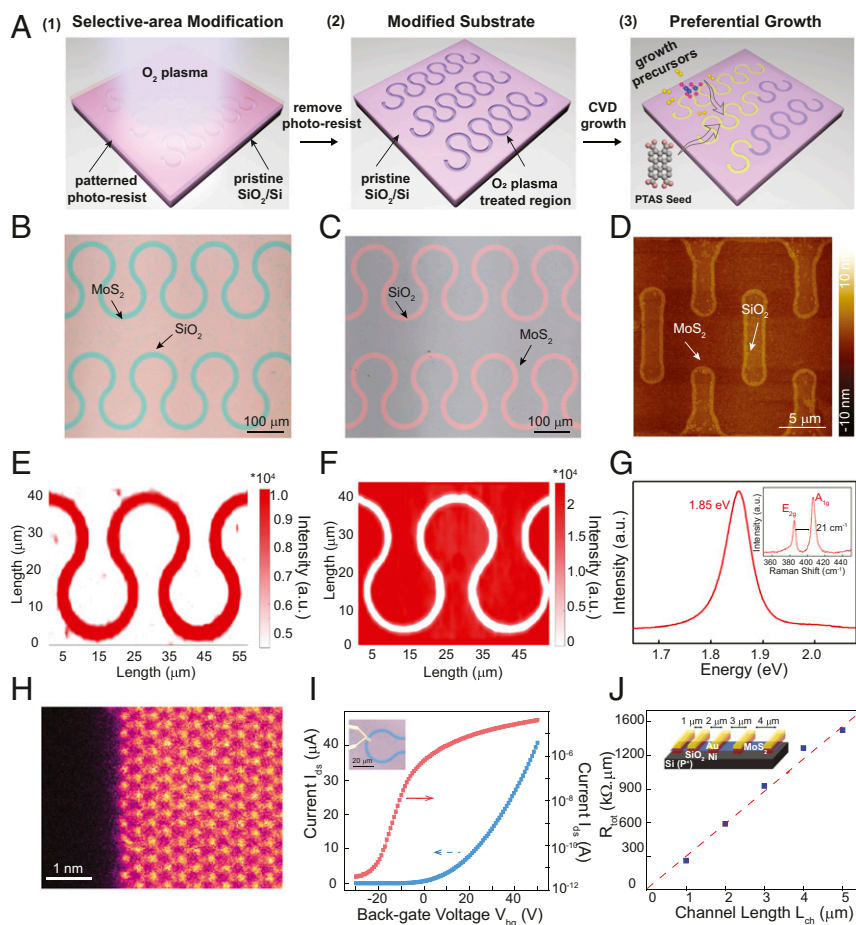 A
(1) Selective-area Modification
(2) Modified Substrate
(3) Preferential Growth
O2 plasma
patterned
photo-resist
pristine
SiO2/Si
remove
photo-resist
pristine
SiO2/Si
O2 plasma
treated region
CVD
growth
growth
precursors
PTAS Seed
B
MoS2
SiO2
100 μm
C
SiO2
MoS2
100 μm
D
SiO2
MoS2
5 μm
10 nm
-10 nm
E
*10⁴
40
30
20
10
0
Length (μm)
5 15 25 35 45 55
Length (μm)
1.0
0.9
0.8
0.7
0.6
0.5
Intensity (a.u.)
F
*10⁴
40
30
20
10
0
Length (μm)
5 15 25 35 45
Length (μm)
2
1.5
1
0.5
0
Intensity (a.u.)
G
1.85 eV
Intensity (a.u.)
1.7 1.8 1.9 2.0
Energy (eV)
E2g
A1g
21 cm⁻¹
Intensity (a.u.)
360 380 400 420 440
Raman Shift (cm⁻¹)
H
1 nm
I
20 μm
Current Ids (μA)
40
30
20
10
0
-20 0 20 40
Back-gate Voltage Vbg (V)
10⁻⁶
10⁻⁸
10⁻¹⁰
10⁻¹²
Current Ids (A)
J
1 μm 2 μm 3 μm 4 μm
Au
MoS2
SiO2
Ni
Si (P⁺)
Rtot (kΩ.μm)
1600
1200
900
600
300
0
0 1 2 3 4 5
Channel Length Lch (μm)